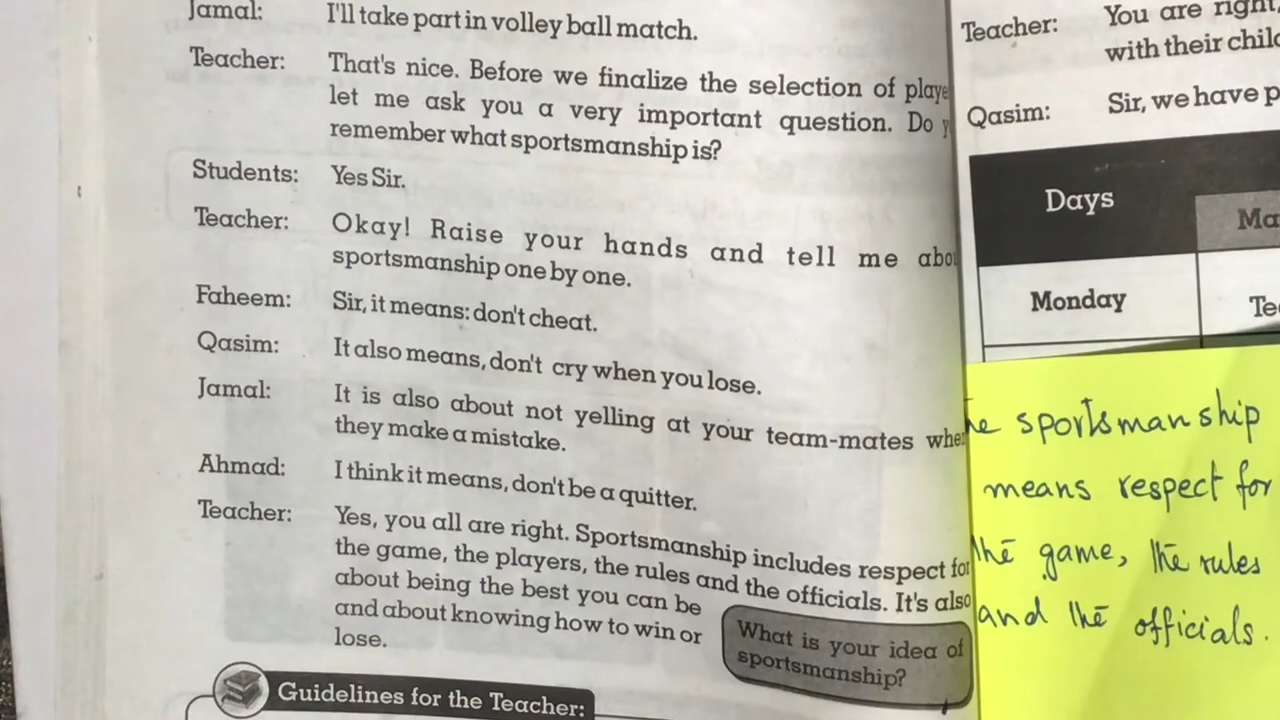 Jamal: I'll take part in volley ball match.
Teacher: That's nice. Before we finalize the selection of
let me ask you a very important question. Do
remember what sportsmanship is?
Students: Yes Sir.
Teacher: Okay! Raise your hands and tell me
sportsmanship one by one.
Faheem: Sir, it means: don't cheat.
Qasim: It also means, don't cry when you lose.
Jamal: It is also about not yelling at your team-mates
they make a mistake.
Ahmad: I think it means, don't be a quitter.
Teacher: Yes, you all are right. Sportsmanship includes respect for
the game, the players, the rules and the officials. It's also
about being the best you can be
and about knowing how to win or
lose.
What is your idea of
sportsmanship?
Guidelines for the Teacher:
Teacher: You are right,
with their
Qasim: Sir, we have
Days
Monday
sportsmanship
means respect for
the game, the rules
and the officials.